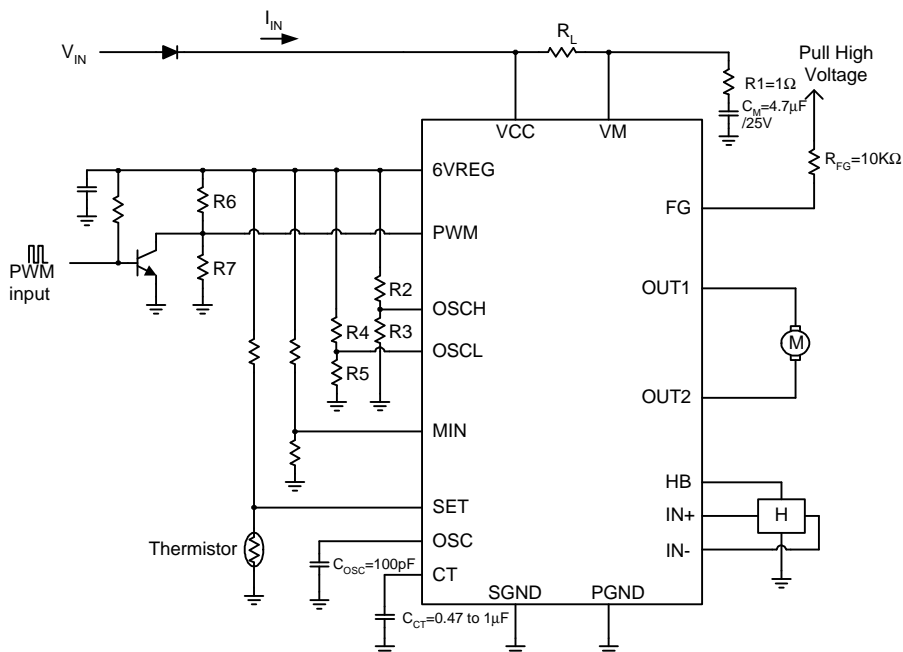 I_IN
V_IN
R_L
Pull High
Voltage
R1=1Ω
C_M=4.7μF
/25V
VCC
VM
R_FG=10KΩ
6VREG
R6
FG
PWM
R7
PWM
input
R2
OUT1
OSCH
R4
R3
OSCL
M
R5
OUT2
MIN
HB
SET
IN+
H
OSC
IN-
Thermistor
C_OSC=100pF
CT
SGND
PGND
C_CT=0.47 to 1μF